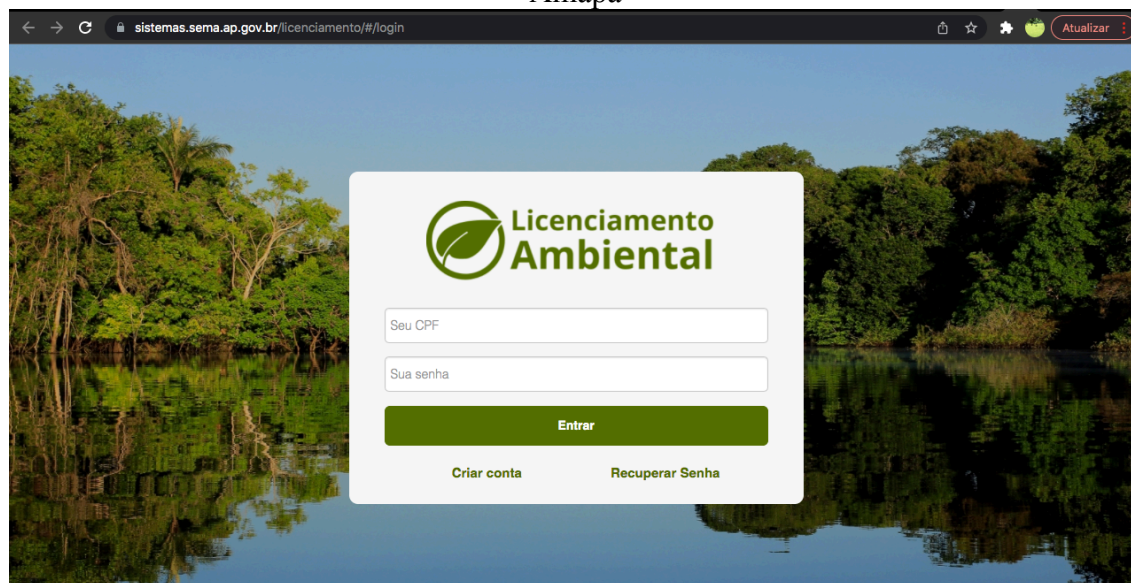 Amapá
sistemas.sema.ap.gov.br/licenciamento/#/login
Atualizar
Licenciamento
Ambiental
Seu CPF
Sua senha
Entrar
Criar conta
Recuperar Senha